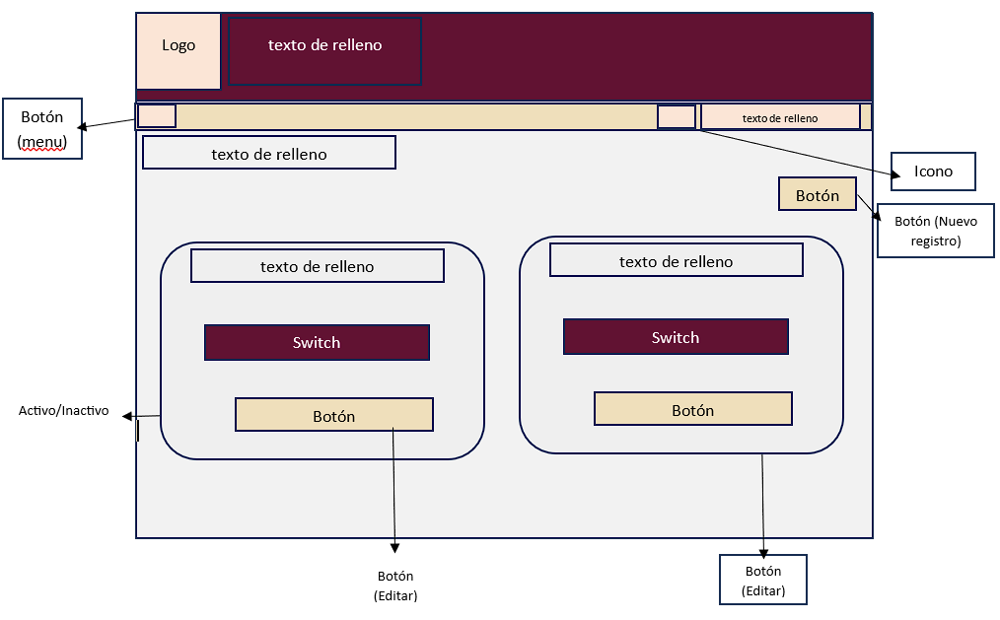 Logo
texto de relleno
Botón
(menu)
texto de relleno
texto de relleno
Icono
Botón
Botón (Nuevo
registro)
texto de relleno
texto de relleno
Switch
Switch
Activo/Inactivo
Botón
Botón
Botón
(Editar)
Botón
(Editar)